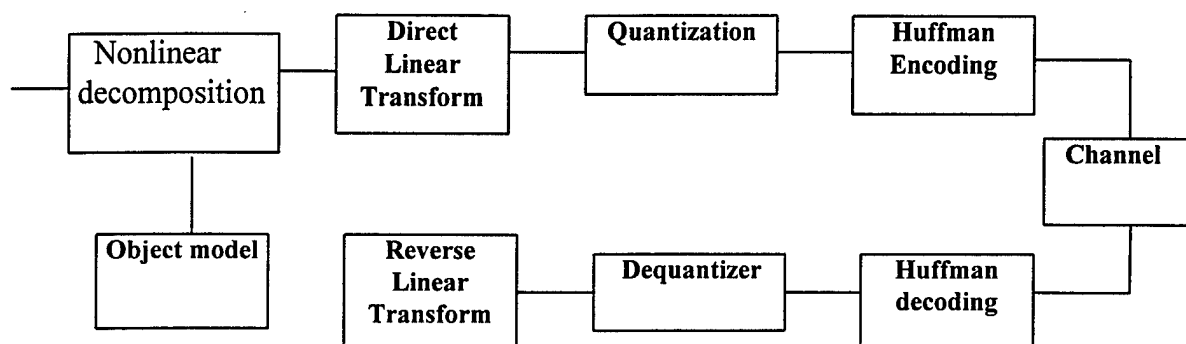 Nonlinear
decomposition
Direct
Linear
Transform
Quantization
Huffman
Encoding
Channel
Object model
Reverse
Linear
Transform
Dequantizer
Huffman
decoding